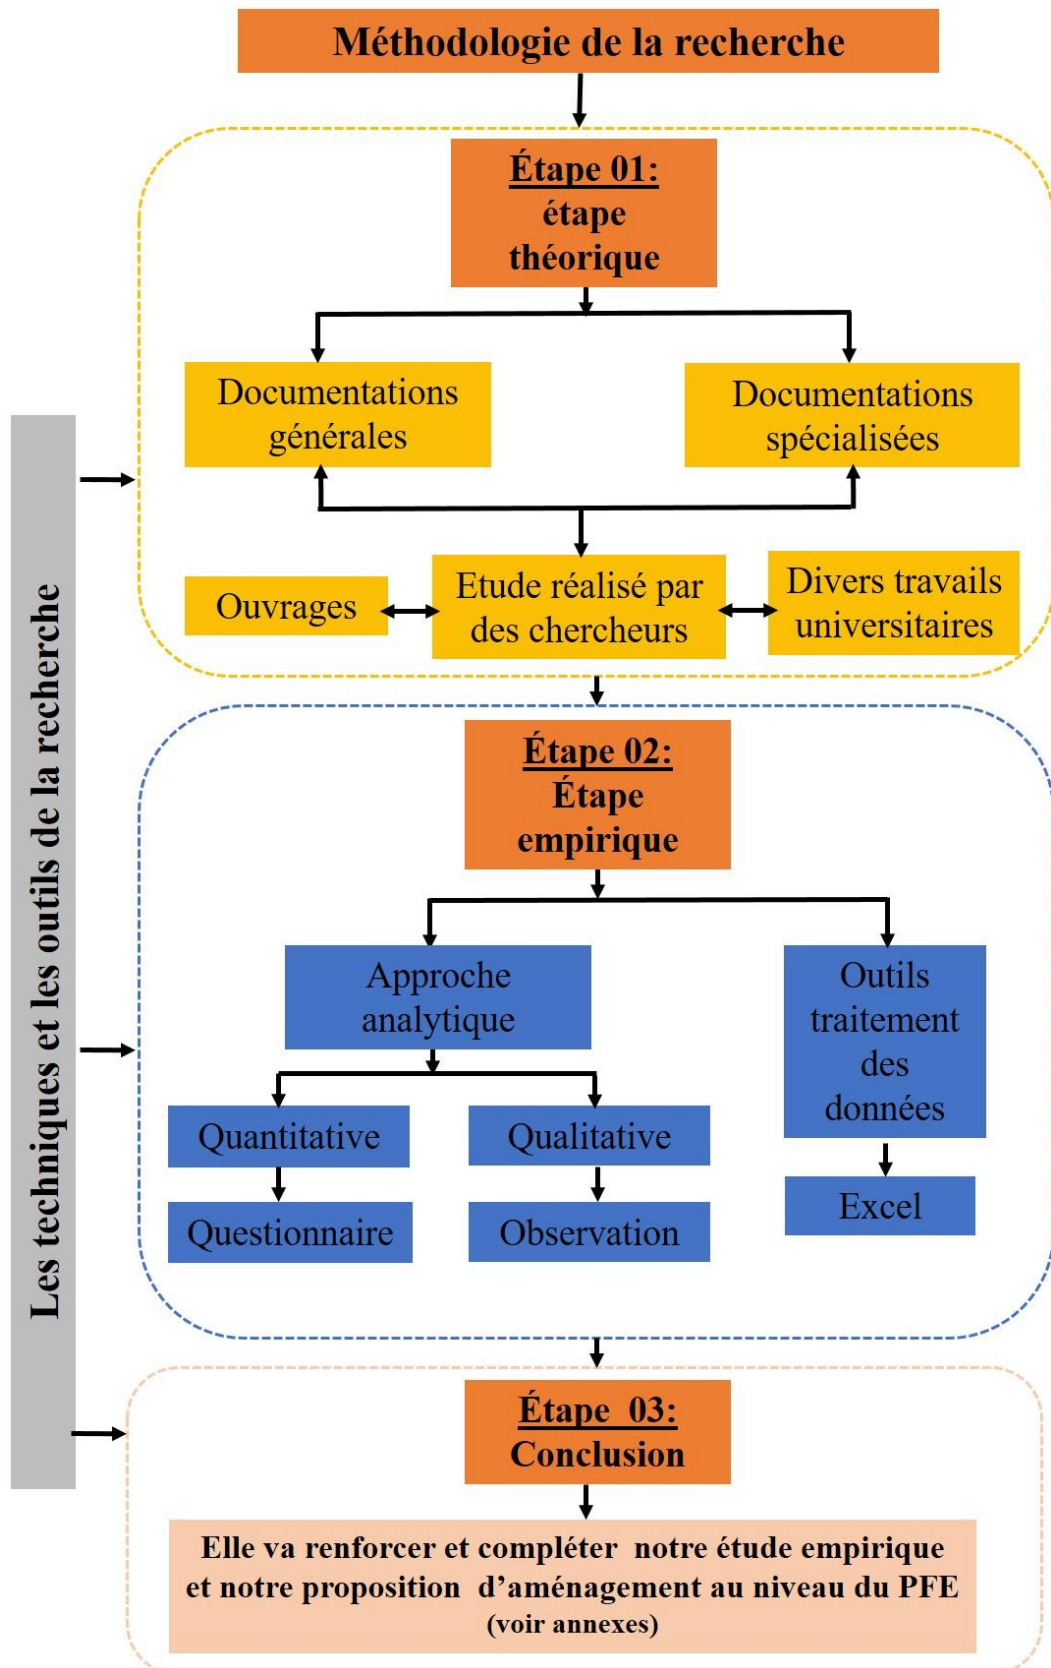 Méthodologie de la recherche
Étape 01:
étape
théorique
Documentations
générales
Documentations
spécialisées
Ouvrages
Etude réalisé par
des chercheurs
Divers travails
universitaires
Les techniques et les outils de la recherche
Étape 02:
Étape
empirique
Approche
analytique
Outils
traitement
des
données
Quantitative
Qualitative
Questionnaire
Observation
Excel
Étape 03:
Conclusion
Elle va renforcer et compléter notre étude empirique
et notre proposition d’aménagement au niveau du PFE
(voir annexes)